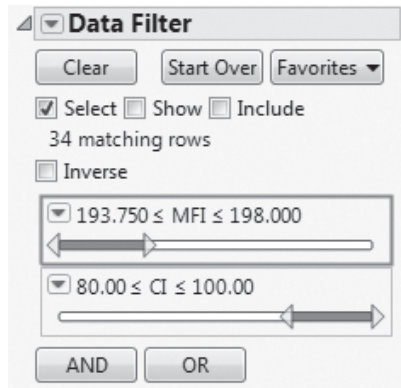 Data Filter
Clear Start Over Favorites
Select Show Include
34 matching rows
Inverse
193.750 ≤ MFI ≤ 198.000
80.00 ≤ CI ≤ 100.00
AND OR